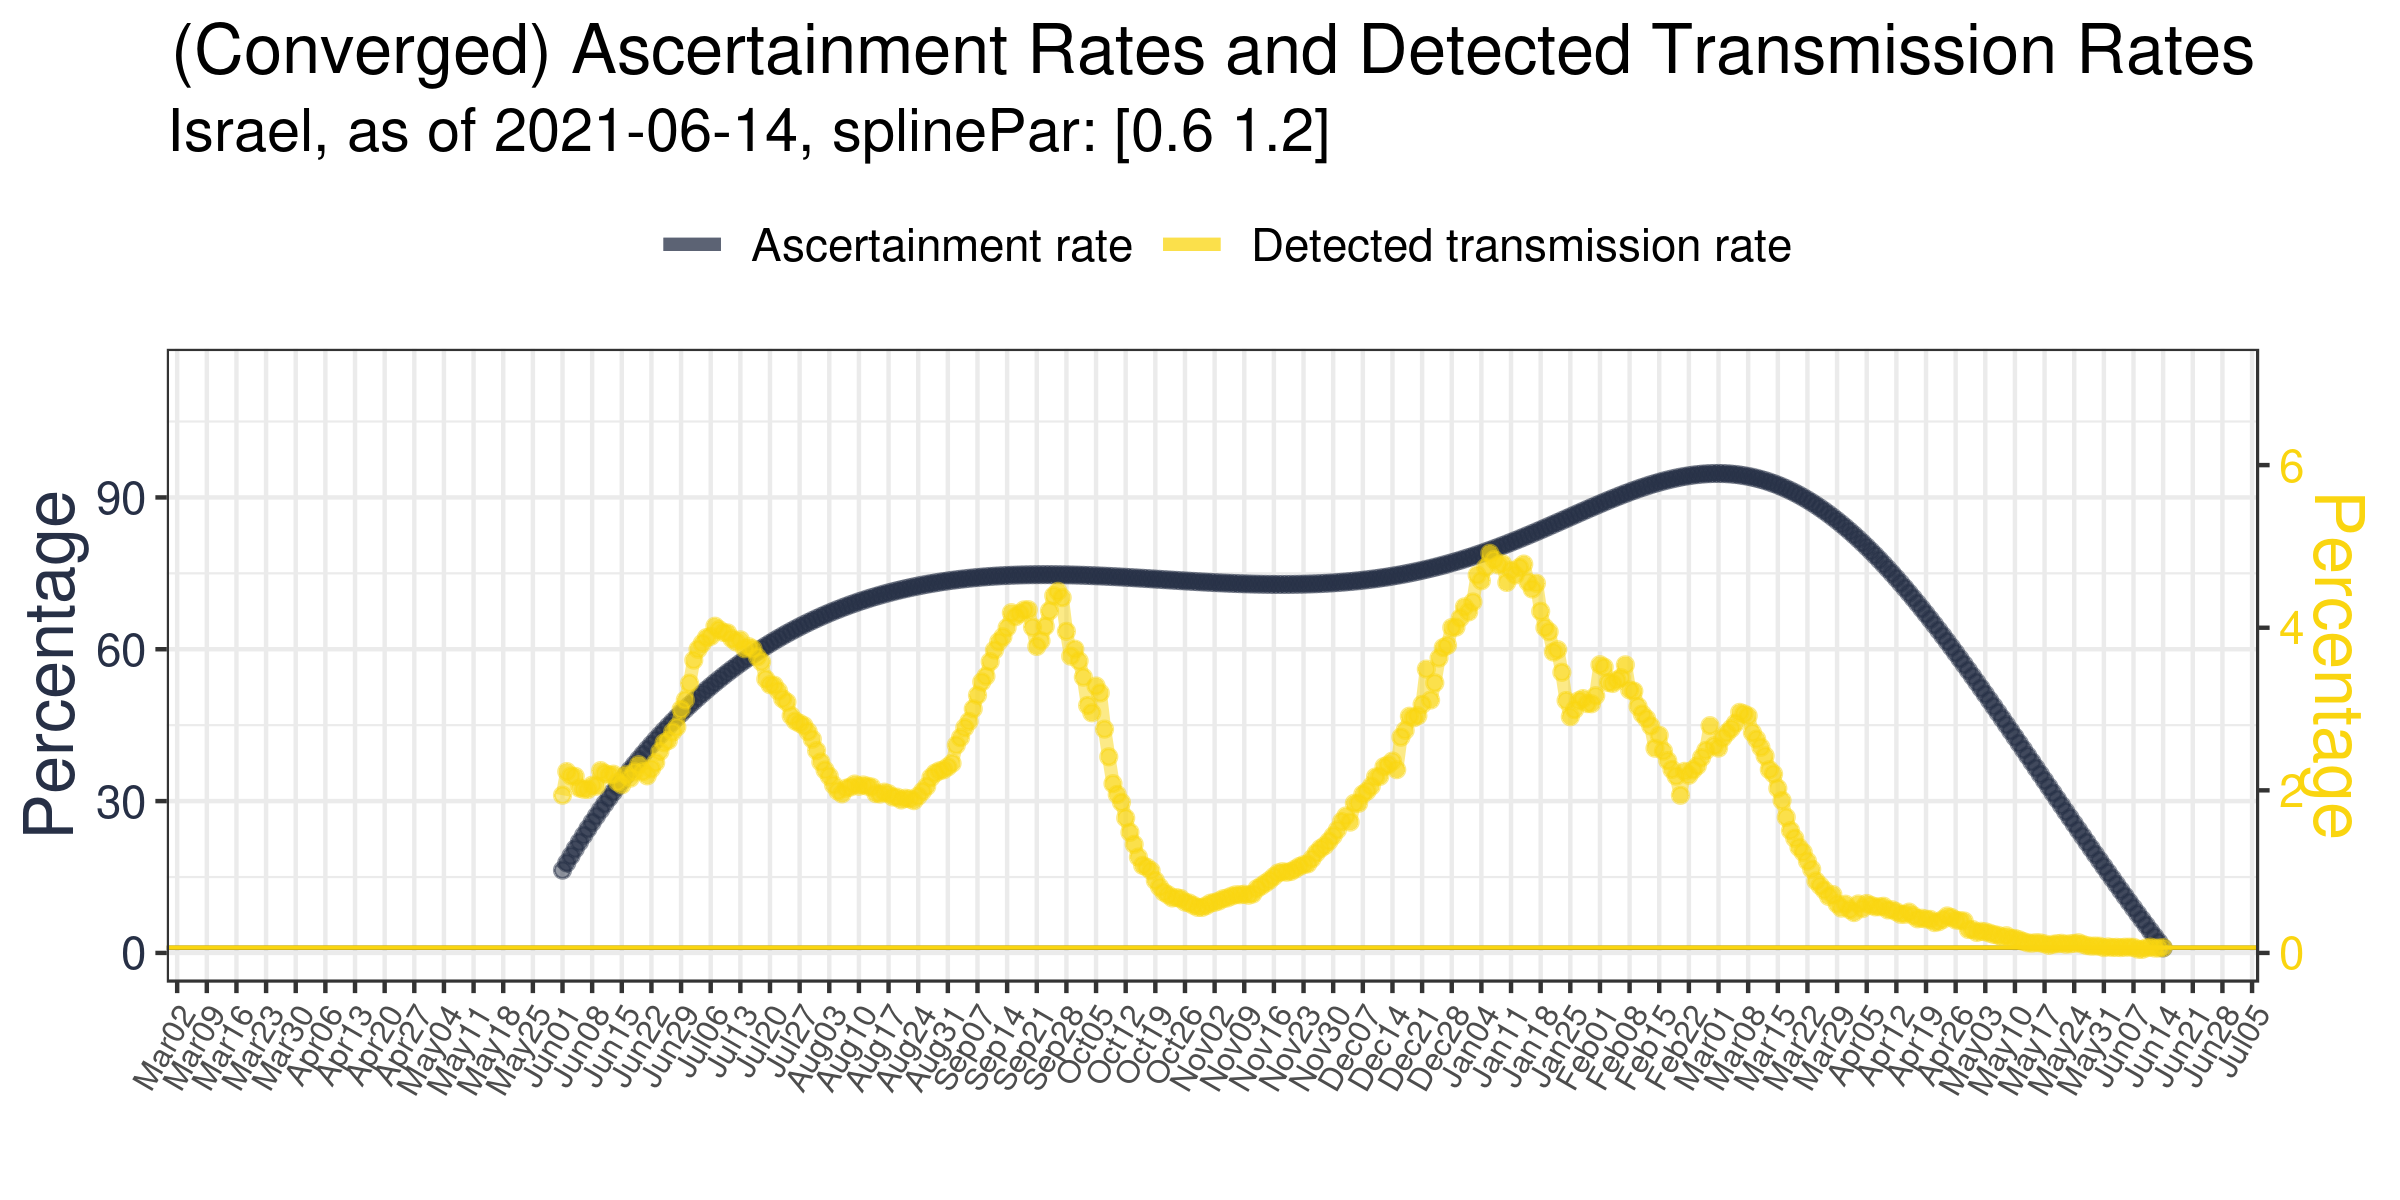 (Converged) Ascertainment Rates and Detected Transmission Rates
Israel, as of 2021-06-14, splinePar: [0.6 1.2]
Ascertainment rate
Detected transmission rate
Percentage
90
60
30
0
6
4
2
0
Percentage
Mar02
Mar09
Mar16
Mar23
Mar30
Apr06
Apr13
Apr20
Apr27
May04
May11
May18
May25
Jun01
Jun08
Jun15
Jun22
Jun29
Jul06
Jul13
Jul20
Jul27
Aug03
Aug10
Aug17
Aug24
Aug31
Sep07
Sep14
Sep21
Sep28
Oct05
Oct12
Oct19
Oct26
Nov02
Nov09
Nov16
Nov23
Nov30
Dec07
Dec14
Dec21
Dec28
Jan04
Jan11
Jan18
Jan25
Feb01
Feb08
Feb15
Feb22
Mar01
Mar08
Mar15
Mar22
Mar29
Apr05
Apr12
Apr19
Apr26
May03
May10
May17
May24
May31
Jun07
Jun14
Jun21
Jun28
Jul05